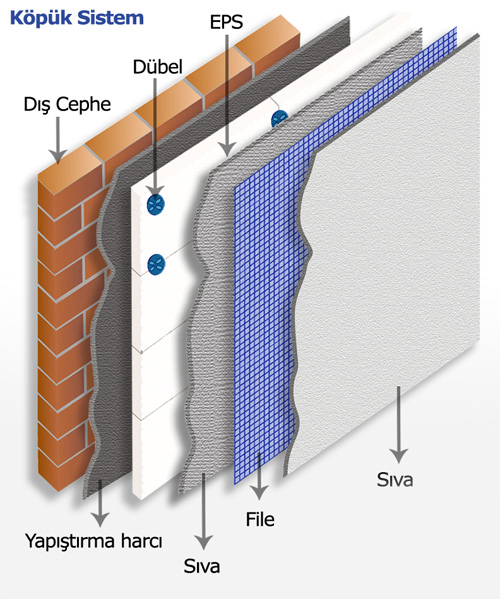 Köpük Sistem
EPS
Dübel
Dış Cephe
Yapıştırma harcı
Sıva
File
Sıva